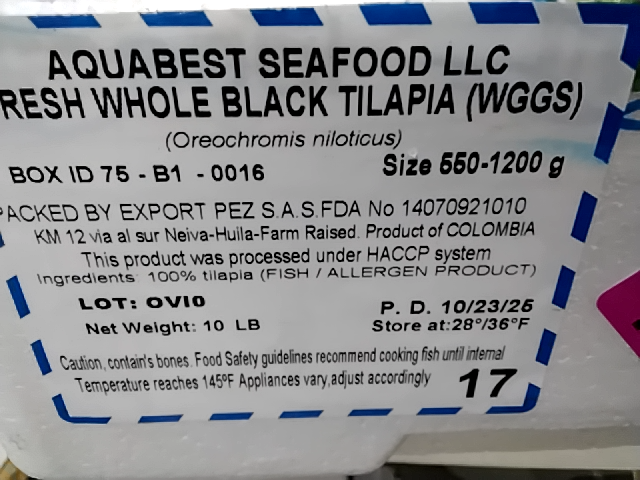 AQUABEST SEAFOOD LLC
RESH WHOLE BLACK TILAPIA (WGGS)
(Oreochromis niloticus)
BOX ID 75 - B1 - 0016 Size 550-1200 g
PACKED BY EXPORT PEZ S.A.S.FDA No 14070921010
KM 12 via al sur Neiva-Huila-Farm Raised. Product of COLOMBIA
This product was processed under HACCP system
Ingredients: 100% tilapia (FISH / ALLERGEN PRODUCT)
LOT: OVI0 P. D. 10/23/25
Net Weight: 10 LB Store at:28°/36°F
Caution, contain's bones. Food Safety guidelines recommend cooking fish until internal
Temperature reaches 145ºF Appliances vary,adjust accordingly
17